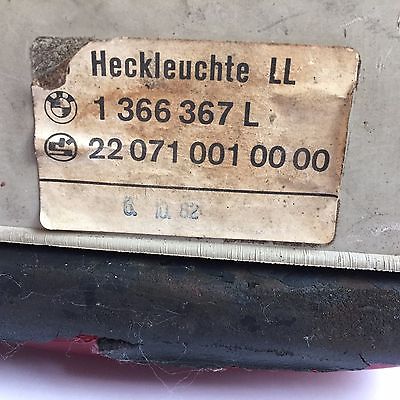 Heckleuchte LL
1 366 367 L
22 071 001 00 00
6. 10. 82